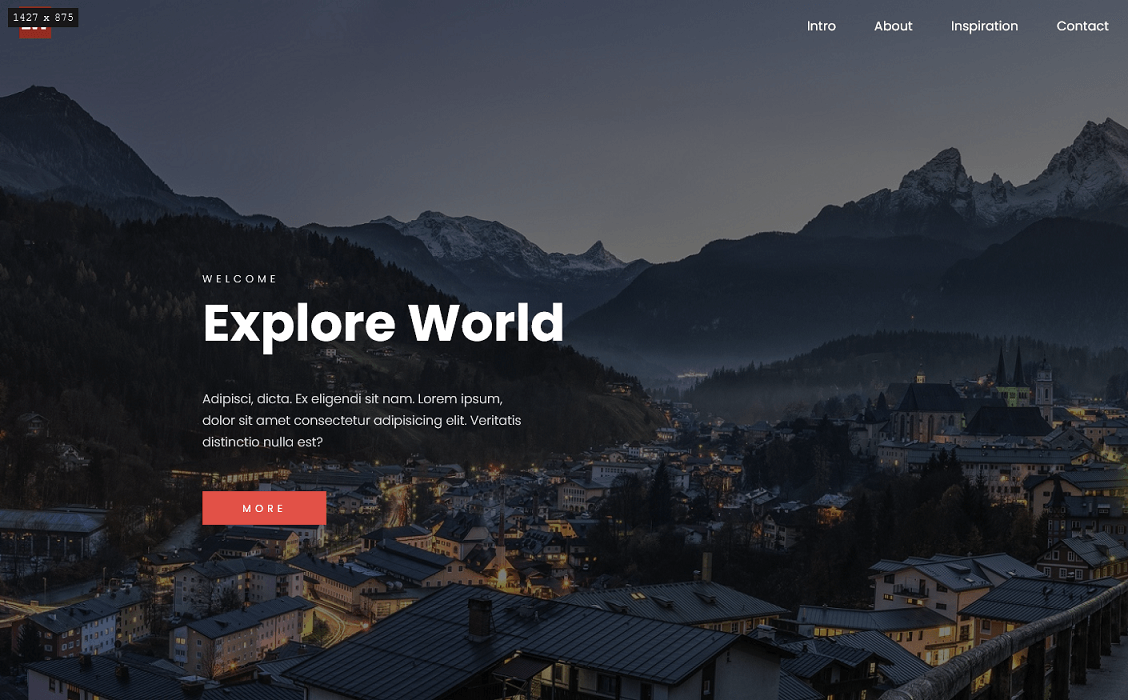 1427 x 875
Intro About Inspiration Contact
WELCOME
Explore World
Adipisci, dicta. Ex eligendi sit nam. Lorem ipsum,
dolor sit amet consectetur adipisicing elit. Veritatis
distinctio nulla est?
MORE